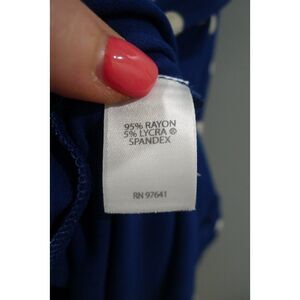 95% RAYON
5% LYCRA ®
SPANDEX
RN 97641